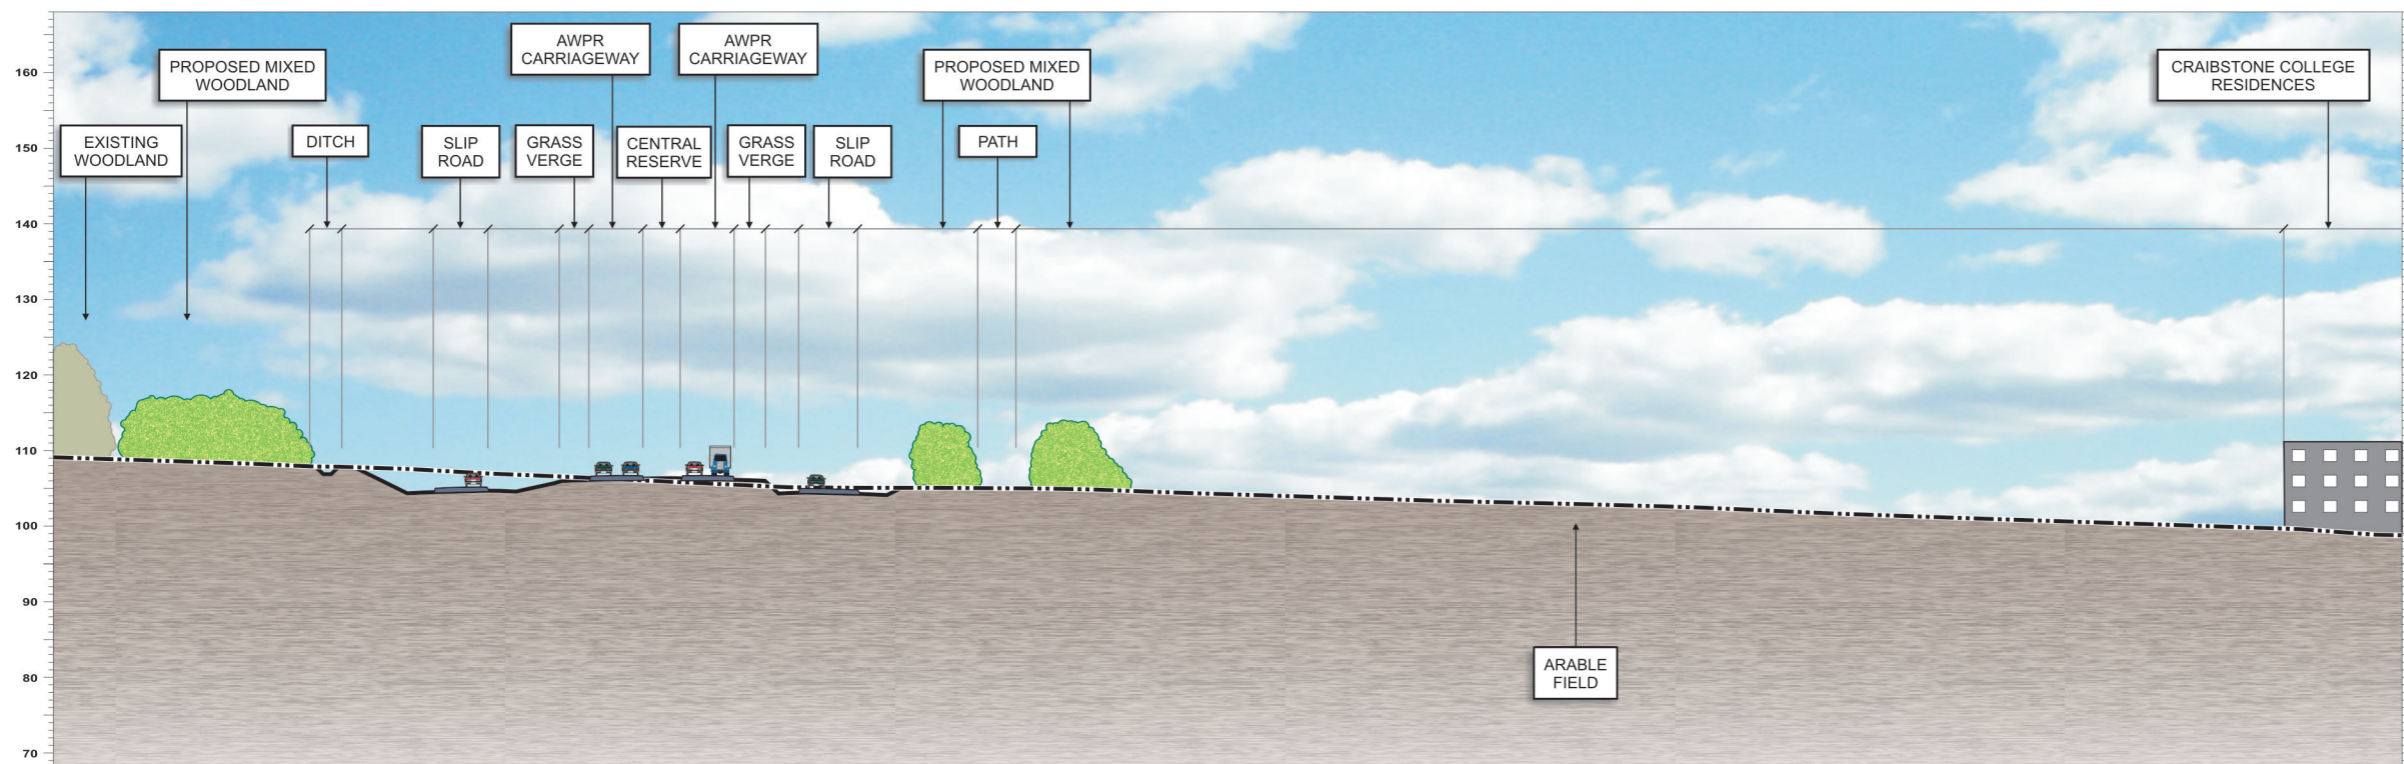 AWPR
CARRIAGEWAY
AWPR
CARRIAGEWAY
PROPOSED MIXED
WOODLAND
PROPOSED MIXED
WOODLAND
CRAIBSTONE COLLEGE
RESIDENCES
EXISTING
WOODLAND
DITCH
SLIP
ROAD
GRASS
VERGE
CENTRAL
RESERVE
GRASS
VERGE
SLIP
ROAD
PATH
160
150
140
130
120
110
100
90
80
70
ARABLE
FIELD